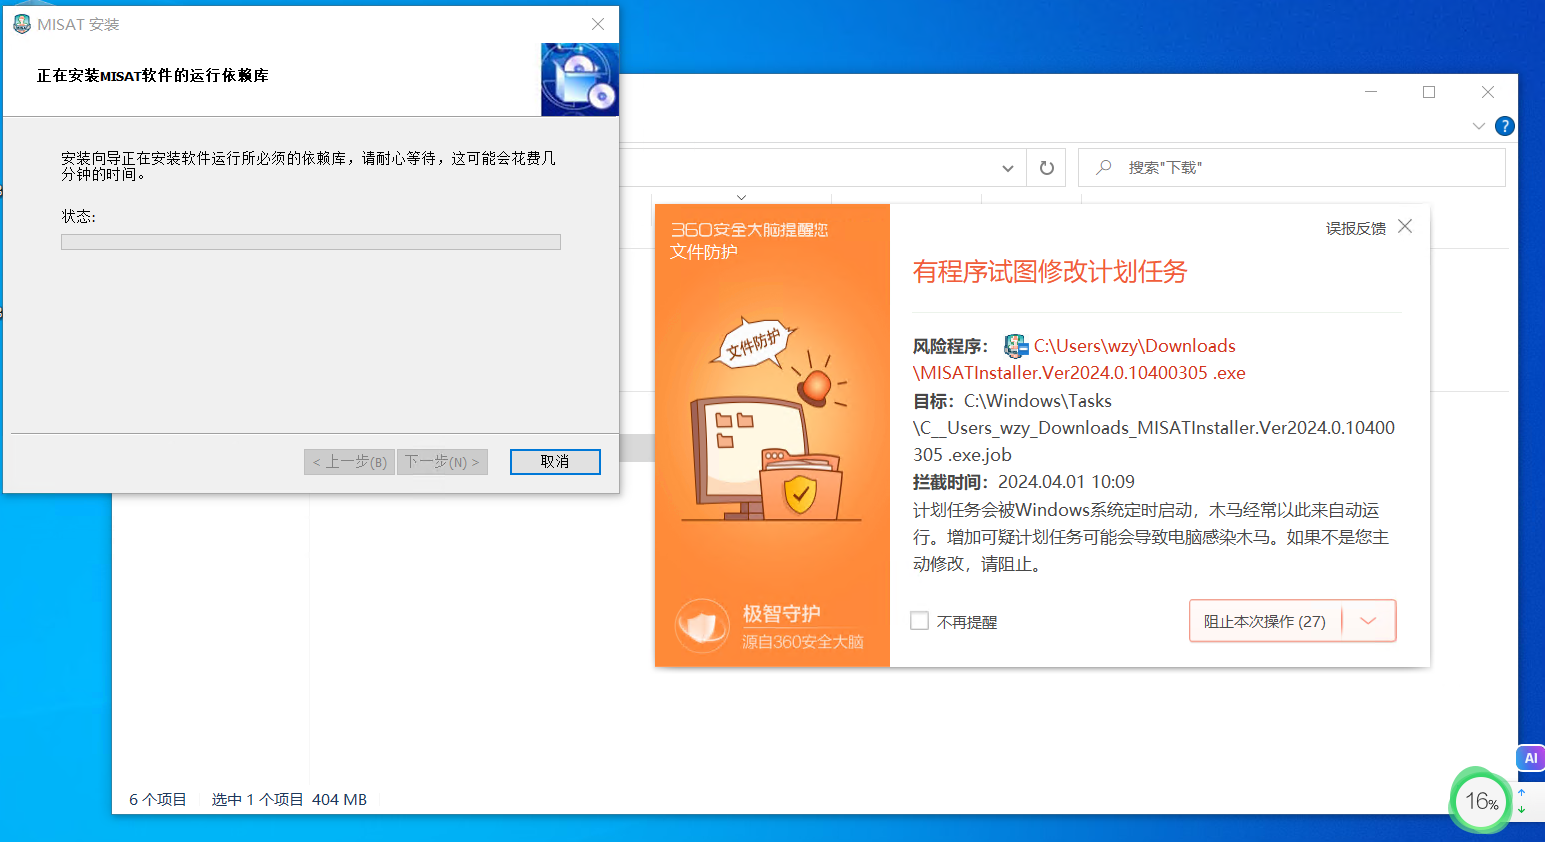 MISAT 安装
正在安装MISAT软件的运行依赖库
安装向导正在安装软件运行所必须的依赖库，请耐心等待，这可能会花费几
分钟的时间。
状态:
< 上一步(B)
下一步(N) >
取消
?
搜索"下载"
360安全大脑提醒您
文件防护
文件防护
极智守护
源自360安全大脑
误报反馈
有程序试图修改计划任务
风险程序： C:\Users\wzy\Downloads
\MISATInstaller.Ver2024.0.10400305 .exe
目标：C:\Windows\Tasks
\C__Users_wzy_Downloads_MISATInstaller.Ver2024.0.10400
305 .exe.job
拦截时间：2024.04.01 10:09
计划任务会被Windows系统定时启动，木马经常以此来自动运
行。增加可疑计划任务可能会导致电脑感染木马。如果不是您主
动修改，请阻止。
不再提醒
阻止本次操作 (27)
6 个项目
选中 1 个项目 404 MB
AI
16%